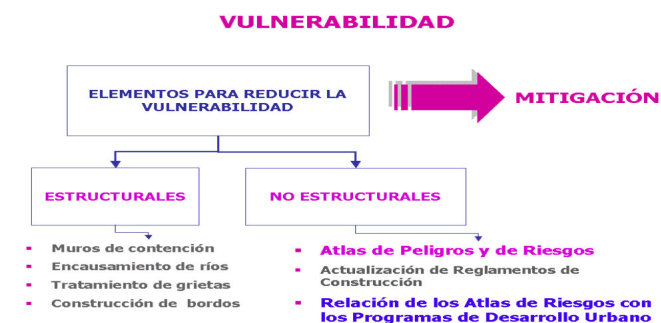 VULNERABILIDAD
ELEMENTOS PARA REDUCIR LA
VULNERABILIDAD
MITIGACIÓN
ESTRUCTURALES
NO ESTRUCTURALES
▪ Muros de contención
▪ Encausamiento de ríos
▪ Tratamiento de grietas
▪ Construcción de bordos
▪ Atlas de Peligros y de Riesgos
▪ Actualización de Reglamentos de
Construcción
▪ Relación de los Atlas de Riesgos con
los Programas de Desarrollo Urbano